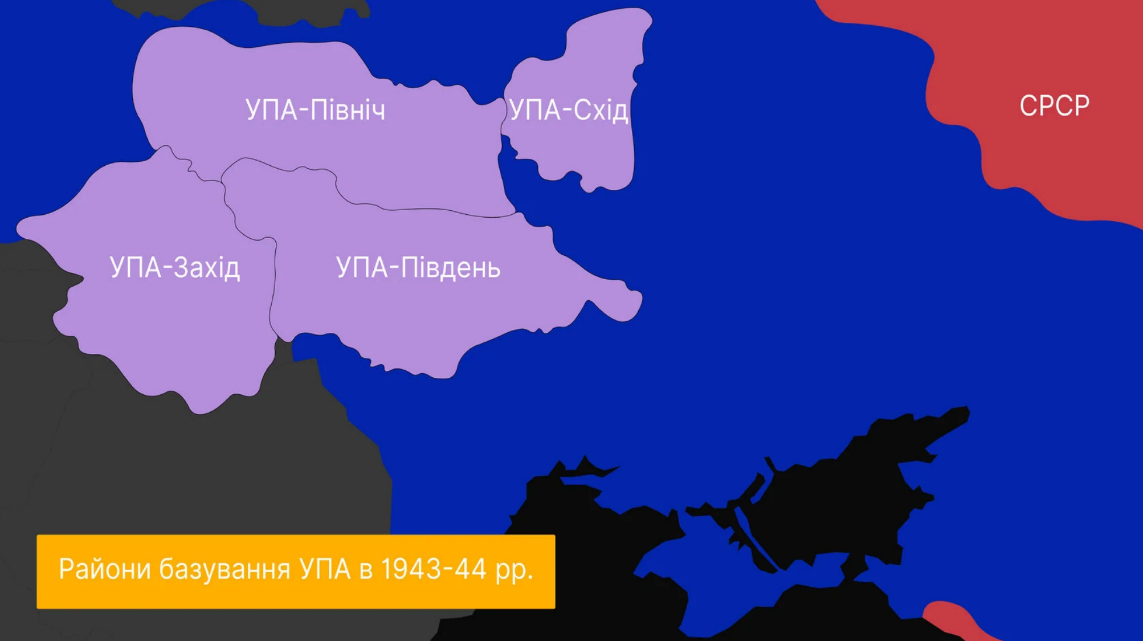 УПА-Північ
УПА-Схід
СРСР
УПА-Захід
УПА-Південь
Райони базування УПА в 1943-44 рр.